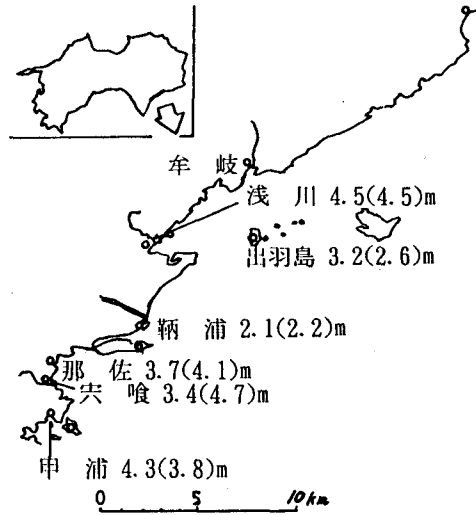 牟岐
浅川 4.5(4.5)m
出羽島 3.2(2.6)m
鞆浦 2.1(2.2)m
那佐 3.7(4.1)m
宍喰 3.4(4.7)m
甲浦 4.3(3.8)m
0 5 10 km